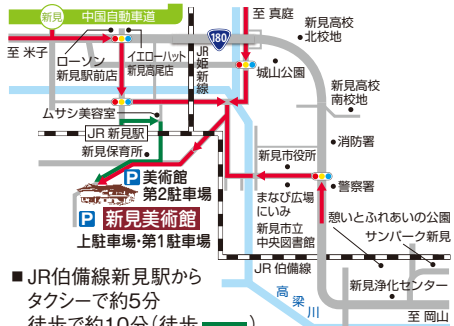 新見
中国自動車道
至 真庭
至 米子
ローソン
新見駅前店
イエローハット
新見高尾店
JR姫新線
180
新見高校
北校地
城山公園
新見高校
南校地
ムサシ美容室
JR 新見駅
新見保育所
消防署
新見市役所
警察署
P 美術館
第2駐車場
まなび広場
にいみ
P 新見美術館
上駐車場・第1駐車場
新見市立
中央図書館
憩いとふれあいの公園
サンパーク新見
JR 伯備線
高梁川
新見浄化センター
至 岡山
■JR伯備線新見駅から
タクシーで約5分
徒歩で約10分(徒歩 )